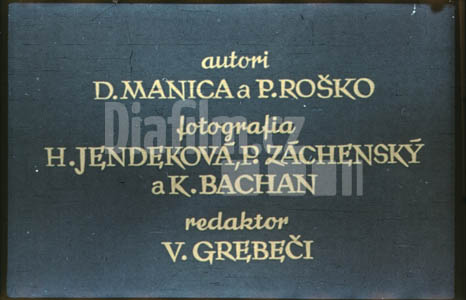 autori
D. MANICA a P. ROŠKO
fotografia
H. JENDEKOVÁ, P. ZÁCHENSKÝ
a K. BACHAN
redaktor
V. GREBEČI